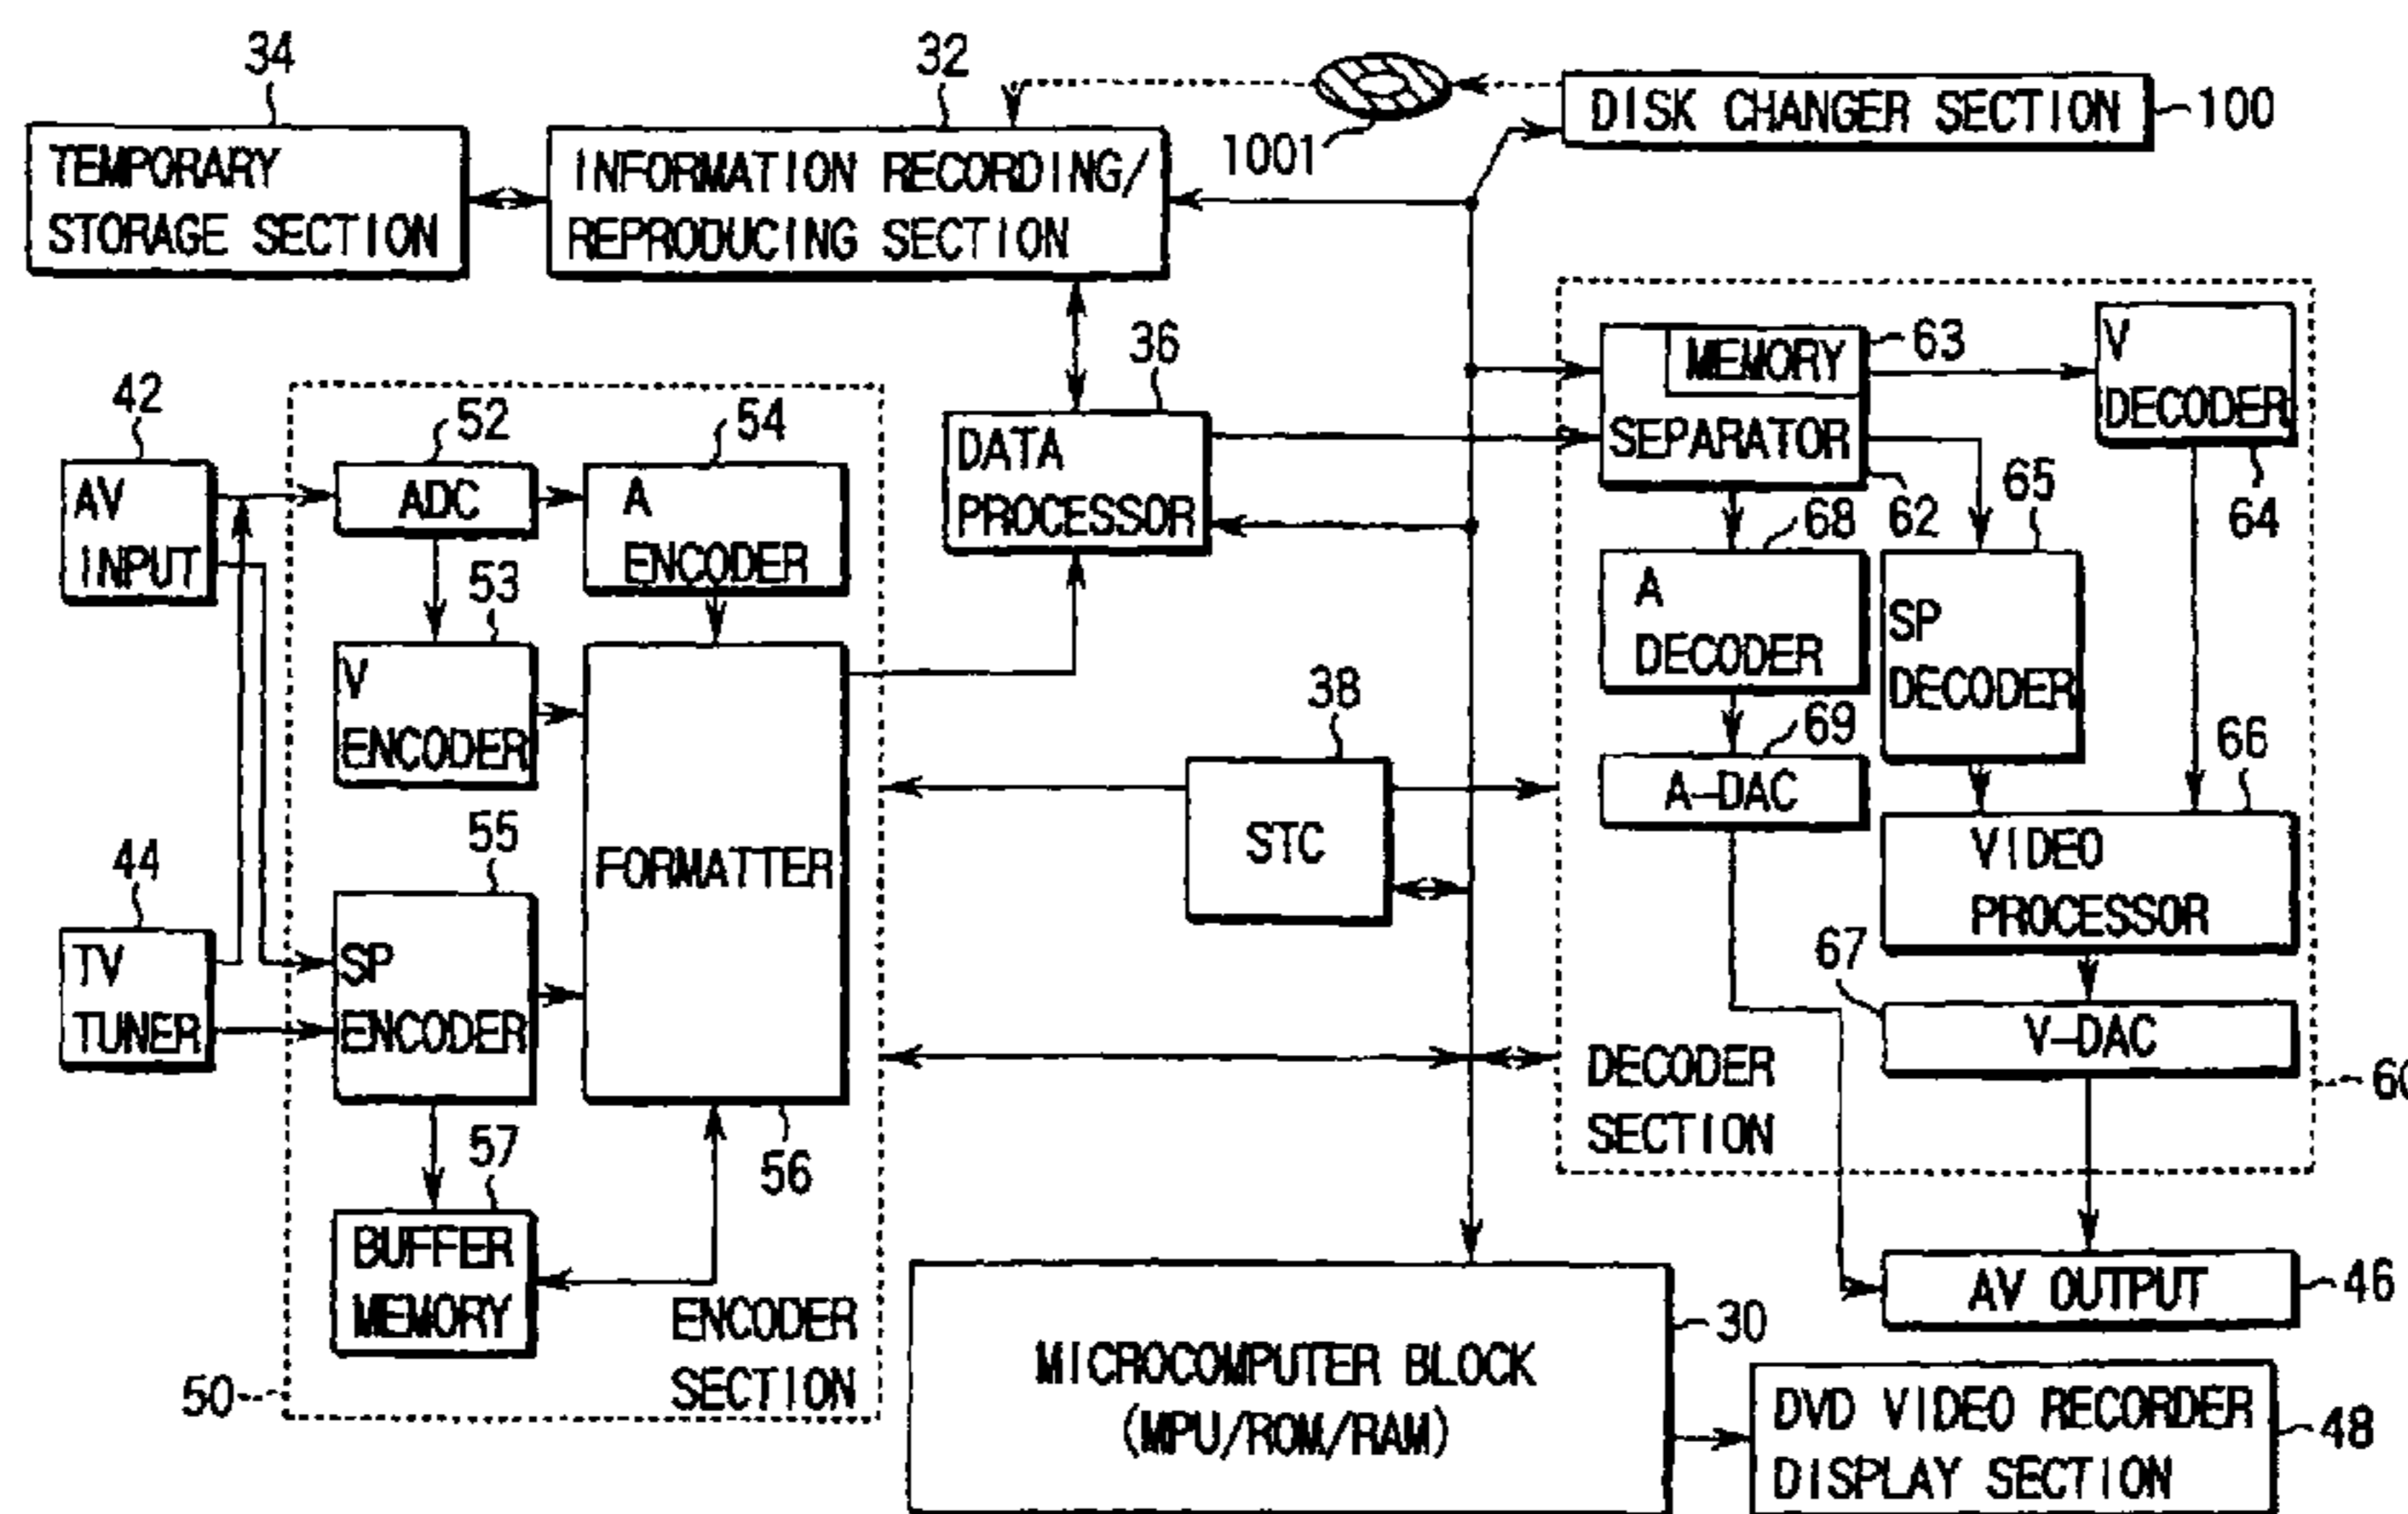 34
32
DISK CHANGER SECTION
100
1001
TEMPORARY
STORAGE SECTION
INFORMATION RECORDING/
REPRODUCING SECTION
36
42
52
54
AV
INPUT
ADC
A
ENCODER
DATA
PROCESSOR
MEMORY
63
SEPARATOR
62
V
DECODER
64
65
68
53
V
ENCODER
A
DECODER
SP
DECODER
38
69
66
STC
A-DAC
VIDEO
PROCESSOR
FORMATTER
44
55
TV
TUNER
SP
ENCODER
67
V-DAC
DECODER
SECTION
57
56
BUFFER
MEMORY
ENCODER
SECTION
50
MICROCOMPUTER BLOCK
(MPU/ROM/RAM)
30
AV OUTPUT
46
DVD VIDEO RECORDER
DISPLAY SECTION
48